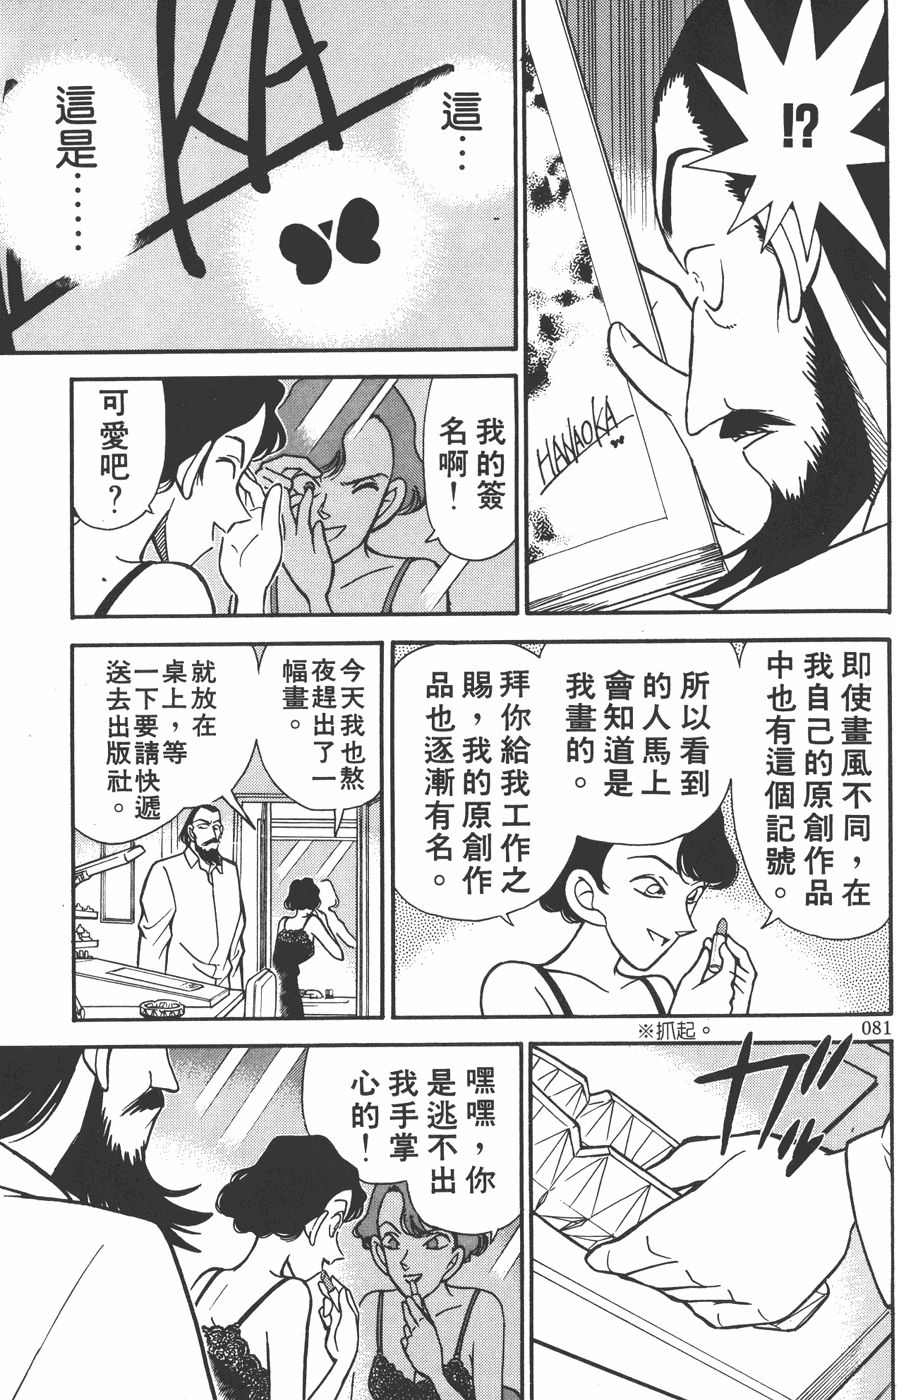 !?
HANAOKA
這…
KA
這是……
我的簽
名啊！
可愛吧？
即使畫風不同，在
我自己的原創作品
中也有這個記號。
所以看到
的人馬上
會知道是
我畫的。
拜你給我工作之
賜，我的原創作
品也逐漸有名。
今天我也熬
夜趕出了一
幅畫。
就放在
桌上，等
一下要請快遞
送去出版社。
※抓起。
081
ガッ
嘿嘿，你
是逃不出
我手掌
心的！